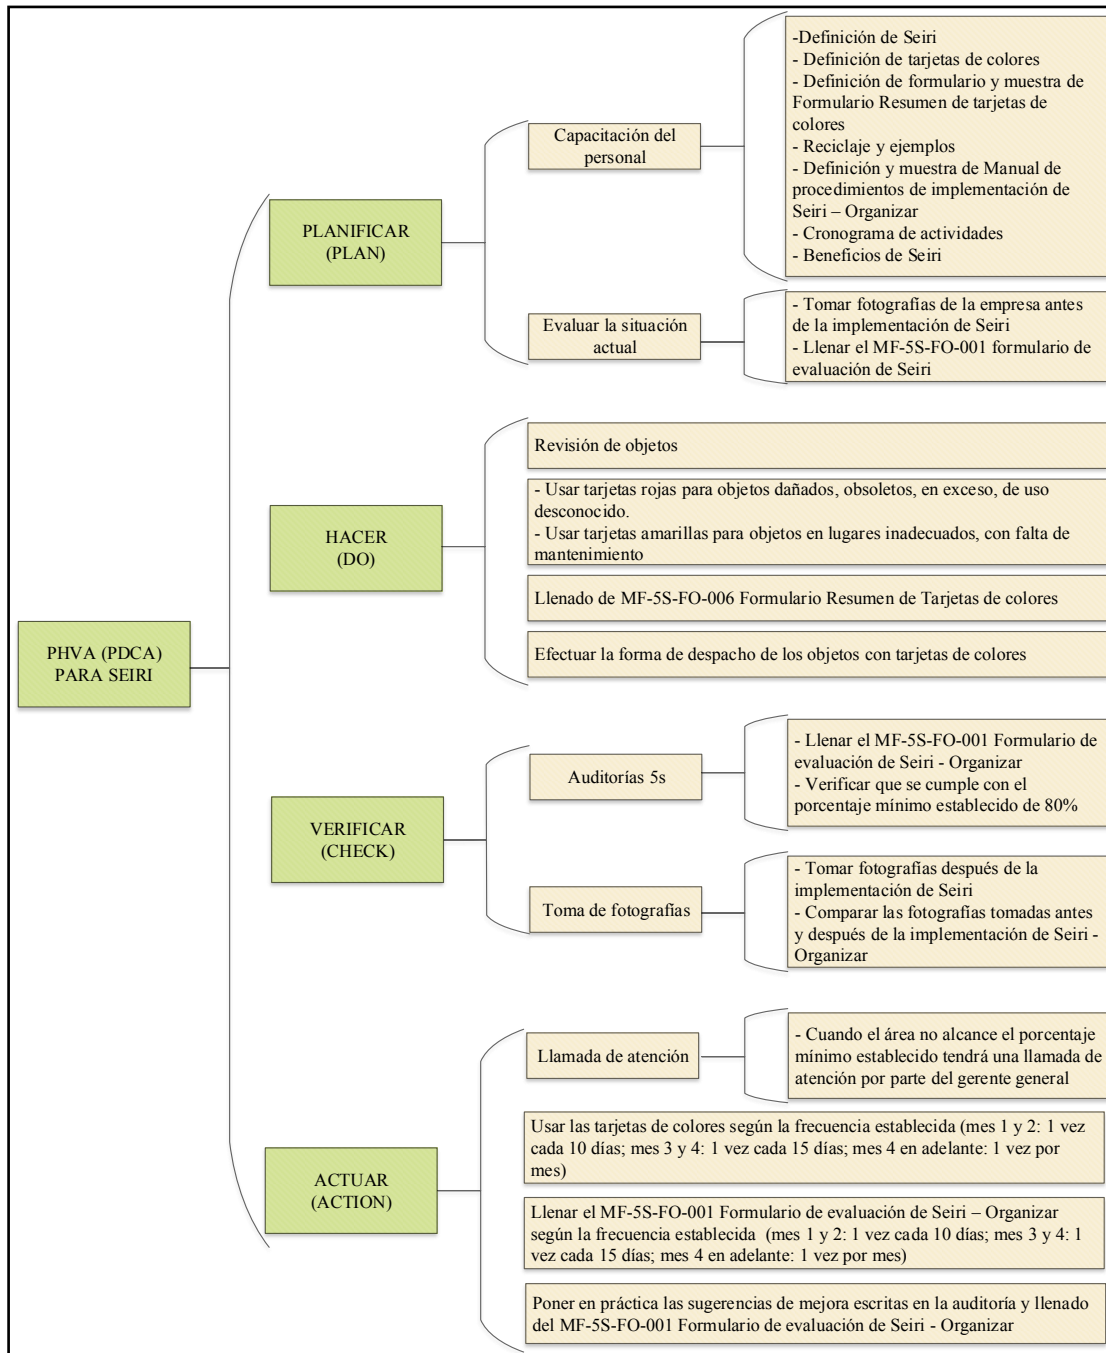 PHVA (PDCA)
PARA SEIRI
PLANIFICAR
(PLAN)
Capacitación del
personal
-Definición de Seiri
- Definición de tarjetas de colores
- Definición de formulario y muestra de
Formulario Resumen de tarjetas de
colores
- Reciclaje y ejemplos
- Definición y muestra de Manual de
procedimientos de implementación de
Seiri – Organizar
- Cronograma de actividades
- Beneficios de Seiri
Evaluar la situación
actual
- Tomar fotografías de la empresa antes
de la implementación de Seiri
- Llenar el MF-5S-FO-001 formulario de
evaluación de Seiri
HACER
(DO)
Revisión de objetos
- Usar tarjetas rojas para objetos dañados, obsoletos, en exceso, de uso
desconocido.
- Usar tarjetas amarillas para objetos en lugares inadecuados, con falta de
mantenimiento
Llenado de MF-5S-FO-006 Formulario Resumen de Tarjetas de colores
Efectuar la forma de despacho de los objetos con tarjetas de colores
VERIFICAR
(CHECK)
Auditorías 5s
- Llenar el MF-5S-FO-001 Formulario de
evaluación de Seiri - Organizar
- Verificar que se cumple con el
porcentaje mínimo establecido de 80%
Toma de fotografías
- Tomar fotografías después de la
implementación de Seiri
- Comparar las fotografías tomadas antes
y después de la implementación de Seiri -
Organizar
ACTUAR
(ACTION)
Llamada de atención
- Cuando el área no alcance el porcentaje
mínimo establecido tendrá una llamada de
atención por parte del gerente general
Usar las tarjetas de colores según la frecuencia establecida (mes 1 y 2: 1 vez
cada 10 días; mes 3 y 4: 1 vez cada 15 días; mes 4 en adelante: 1 vez por
mes)
Llenar el MF-5S-FO-001 Formulario de evaluación de Seiri – Organizar
según la frecuencia establecida  (mes 1 y 2: 1 vez cada 10 días; mes 3 y 4: 1
vez cada 15 días; mes 4 en adelante: 1 vez por mes)
Poner en práctica las sugerencias de mejora escritas en la auditoría y llenado
del MF-5S-FO-001 Formulario de evaluación de Seiri - Organizar